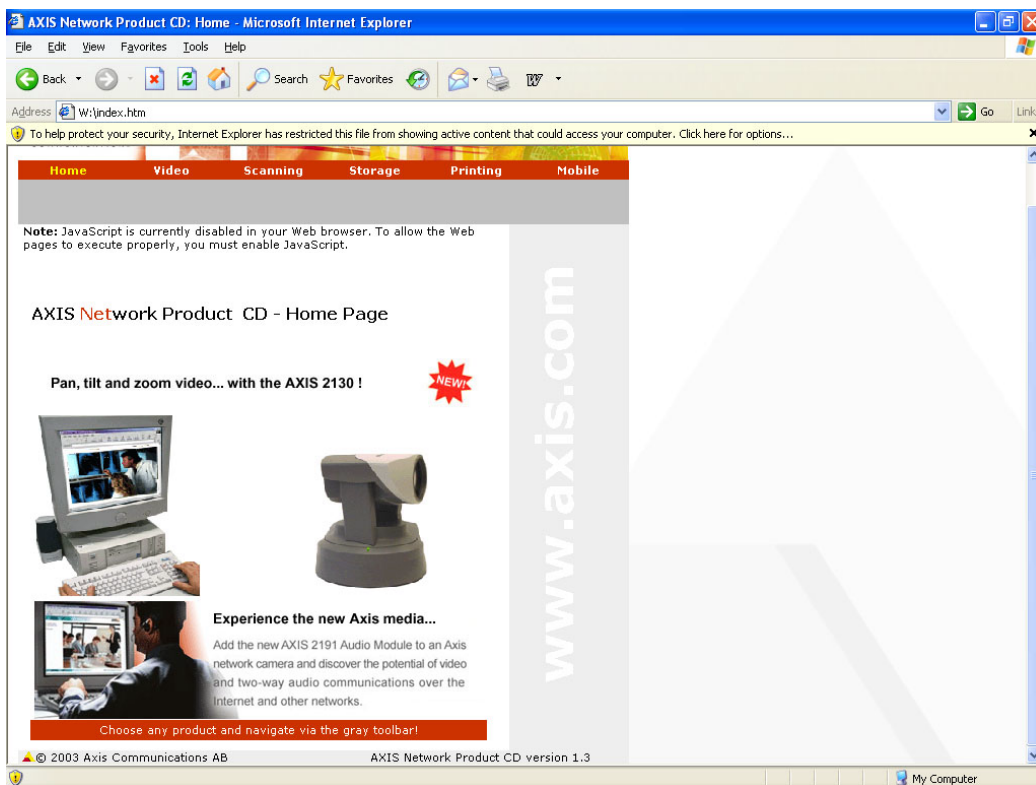 AXIS Network Product CD: Home - Microsoft Internet Explorer
File Edit View Favorites Tools Help
Back Search Favorites
Address W:\index.htm Go Link
To help protect your security, Internet Explorer has restricted this file from showing active content that could access your computer. Click here for options...
Home Video Scanning Storage Printing Mobile
Note: JavaScript is currently disabled in your Web browser. To allow the Web
pages to execute properly, you must enable JavaScript.
AXIS Network Product CD - Home Page
Pan, tilt and zoom video... with the AXIS 2130 !
NEW!
www.axis.com
Experience the new Axis media...
Add the new AXIS 2191 Audio Module to an Axis
network camera and discover the potential of video
and two-way audio communications over the
Internet and other networks.
Choose any product and navigate via the gray toolbar!
© 2003 Axis Communications AB AXIS Network Product CD version 1.3
My Computer